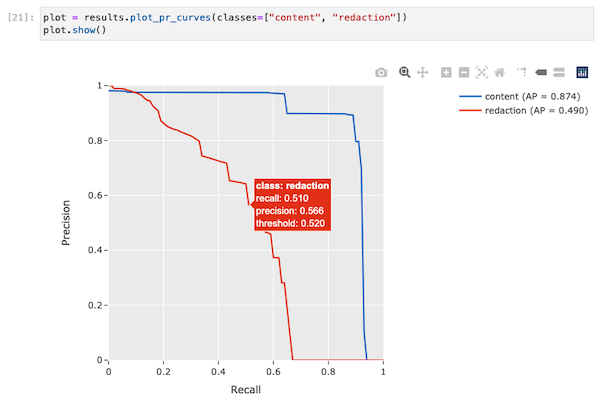 [21]: plot = results.plot_pr_curves(classes=["content", "redaction"])
plot.show()
content (AP = 0.874)
redaction (AP = 0.490)
1
0.8
0.6
0.4
0.2
0
Precision
class: redaction
recall: 0.510
precision: 0.566
threshold: 0.520
0 0.2 0.4 0.6 0.8 1
Recall